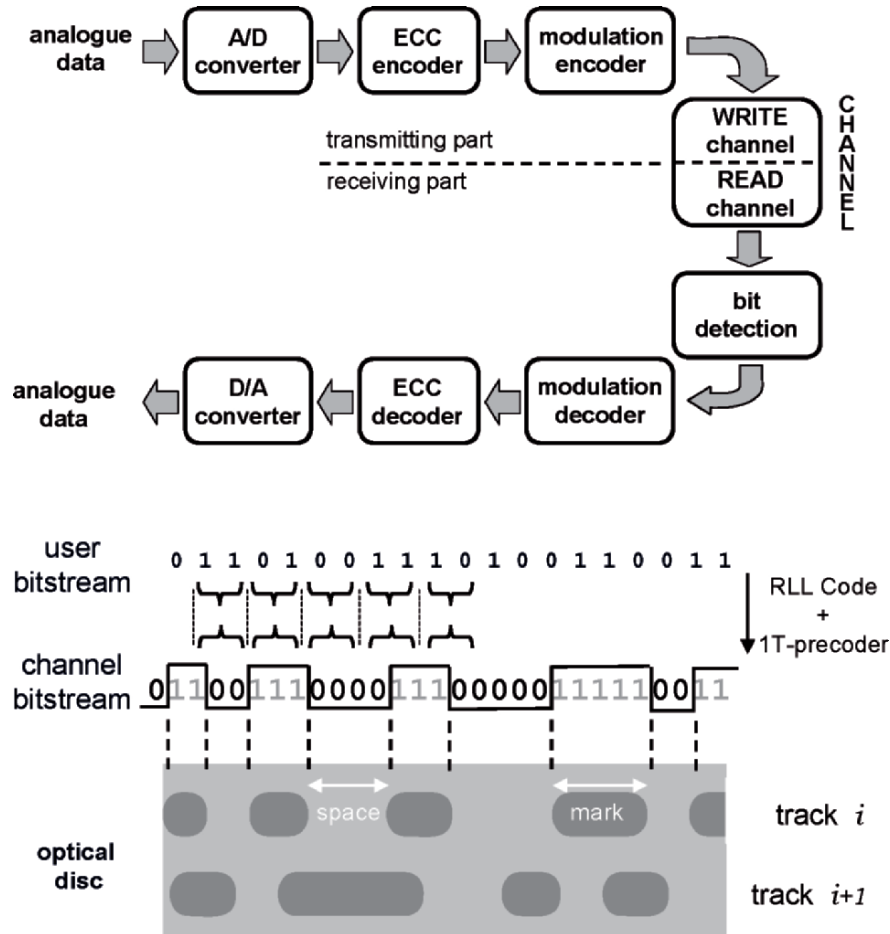 analogue
data
A/D
converter
ECC
encoder
modulation
encoder
WRITE
channel
READ
channel
CHANNEL
transmitting part
receiving part
bit
detection
analogue
data
D/A
converter
ECC
decoder
modulation
decoder
user
bitstream
0 1 1 0 1 0 0 1 1 1 0 1 0 0 1 1 0 0 1 1
RLL Code
+
1T-precoder
channel
bitstream
01100111000011100000111110011
space
mark
track i
optical
disc
track i+1